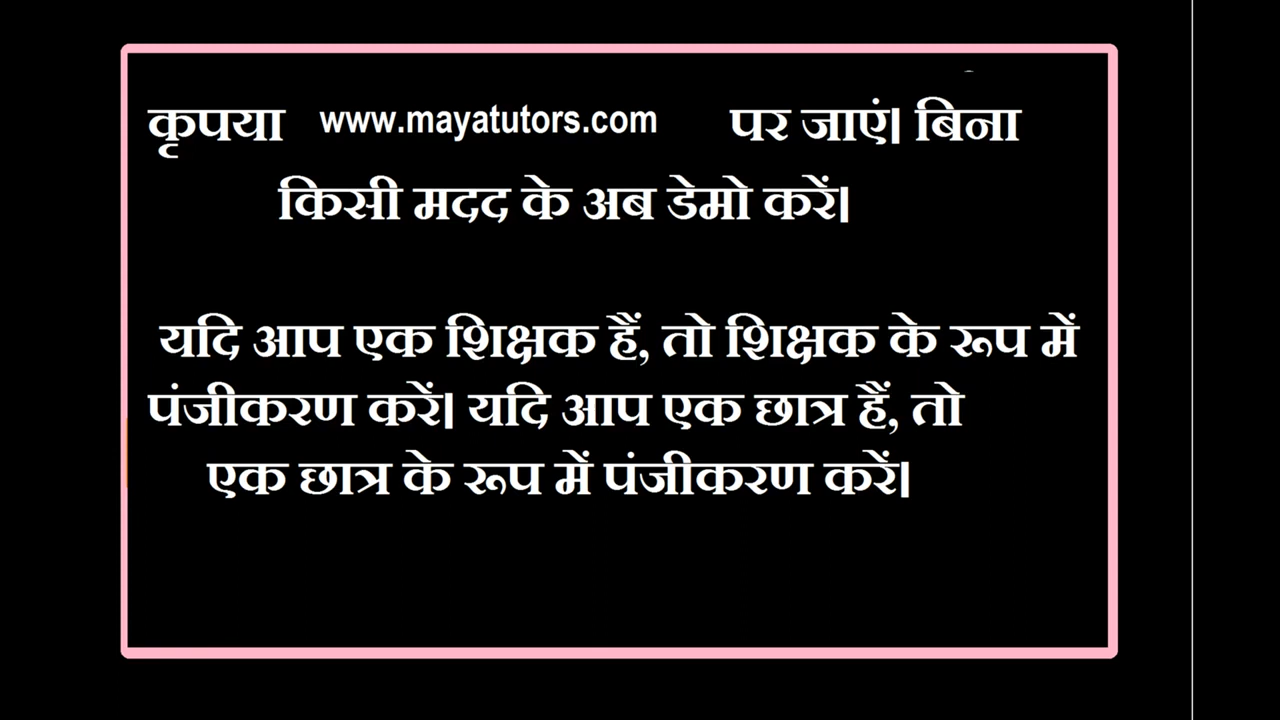 कृपया www.mayatutors.com पर जाएं। बिना
किसी मदद के अब डेमो करें।
यदि आप एक शिक्षक हैं, तो शिक्षक के रूप में
पंजीकरण करें। यदि आप एक छात्र हैं, तो
एक छात्र के रूप में पंजीकरण करें।